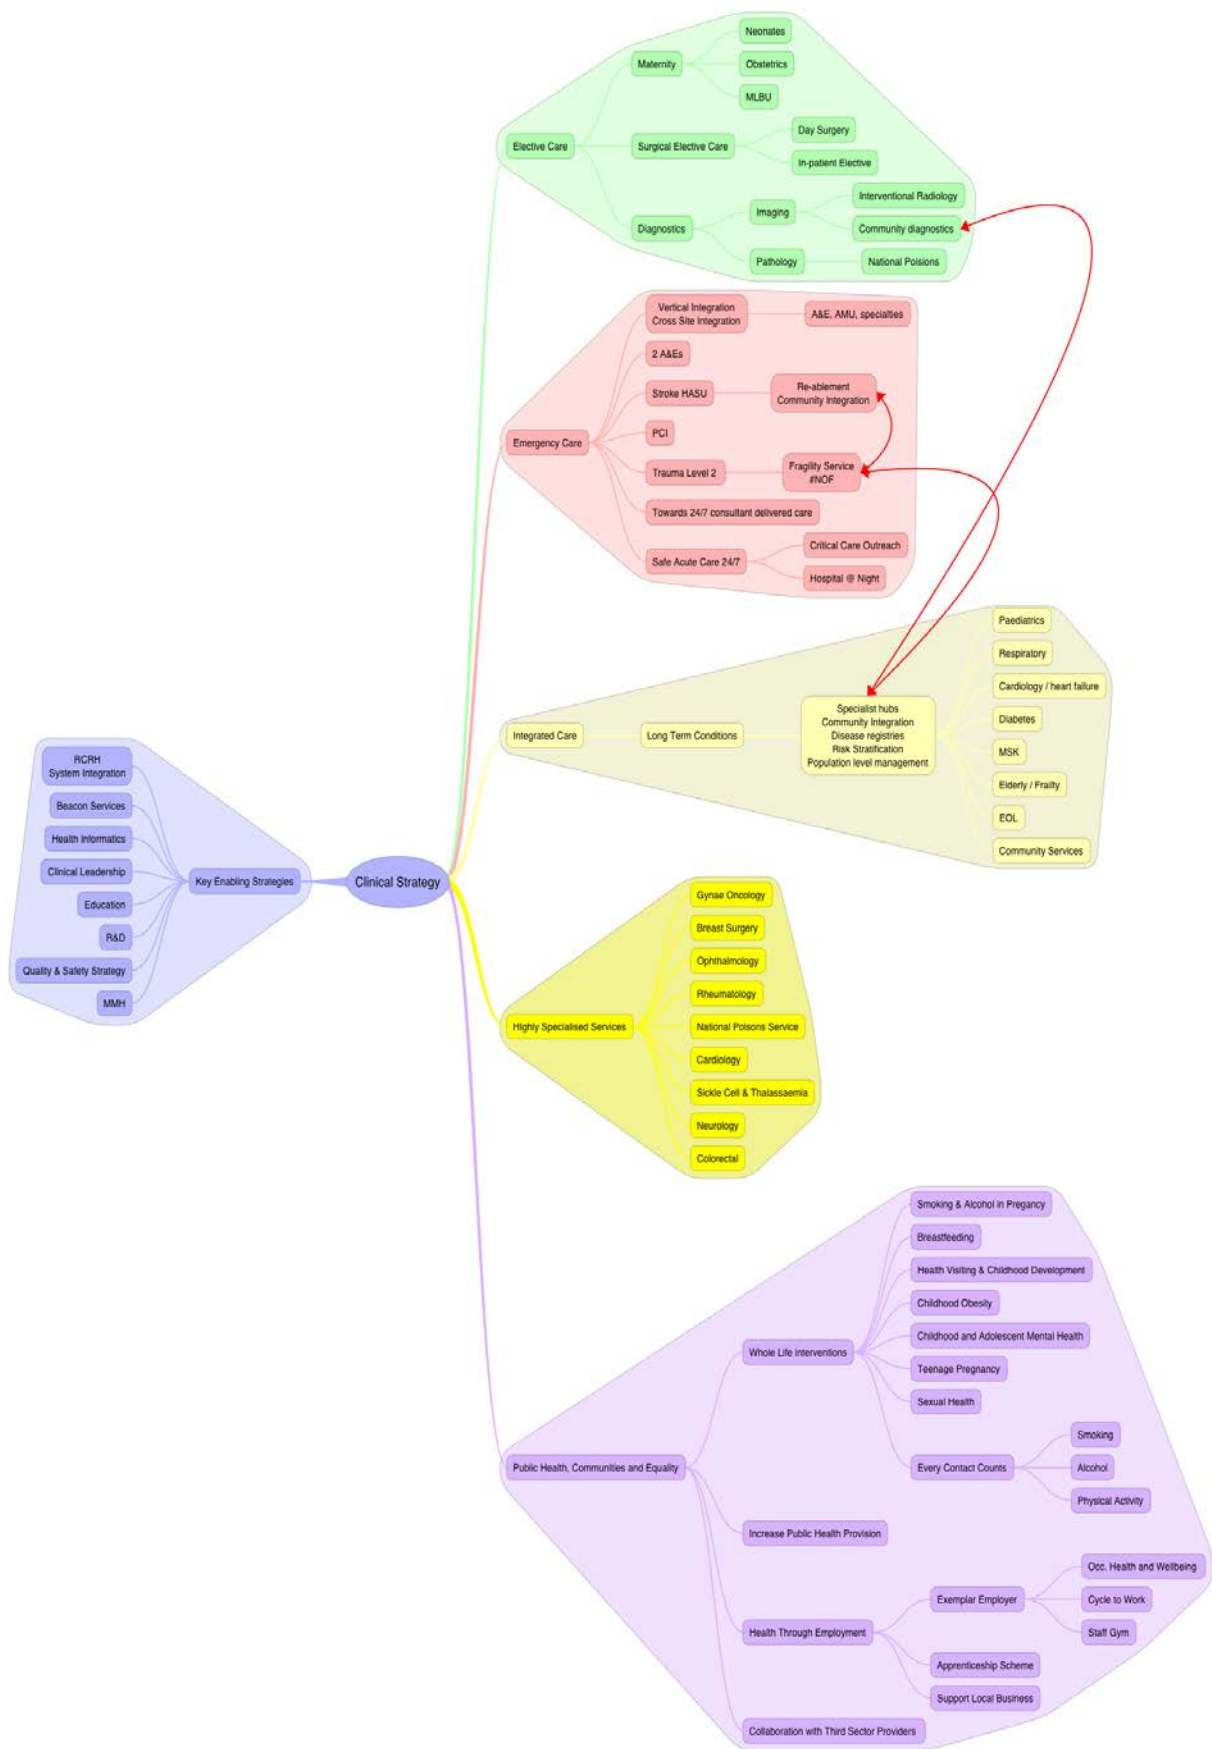 Neonates
Maternity
Obstetrics
MLBU
Elective Care
Surgical Elective Care
Day Surgery
In-patient Elective
Diagnostics
Imaging
Interventional Radiology
Community diagnostics
Pathology
National Poisions
Vertical Integration
Cross Site Integration
A&E, AMU, specialties
2 A&Es
Stroke HASU
Re-ablement
Community Integration
Emergency Care
PCI
Trauma Level 2
Fragility Service
#NOF
Towards 24/7 consultant delivered care
Safe Acute Care 24/7
Critical Care Outreach
Hospital @ Night
Integrated Care
Long Term Conditions
Specialist hubs
Community Integration
Disease registries
Risk Stratification
Population level management
Paediatrics
Respiratory
Cardiology / heart failure
Diabetes
MSK
Elderly / Frailty
EOL
Community Services
RCRH
System Integration
Beacon Services
Health Informatics
Clinical Leadership
Education
R&D
Quality & Safety Strategy
MMH
Key Enabling Strategies
Clinical Strategy
Highly Specialised Services
Gynae Oncology
Breast Surgery
Ophthalmology
Rheumatology
National Poisons Service
Cardiology
Sickle Cell & Thalassaemia
Neurology
Colorectal
Public Health, Communities and Equality
Whole Life Interventions
Smoking & Alcohol in Pregancy
Breastfeeding
Health Visiting & Childhood Development
Childhood Obesity
Childhood and Adolescent Mental Health
Teenage Pregnancy
Sexual Health
Every Contact Counts
Smoking
Alcohol
Physical Activity
Increase Public Health Provision
Health Through Employment
Exemplar Employer
Occ. Health and Wellbeing
Cycle to Work
Staff Gym
Apprenticeship Scheme
Support Local Business
Collaboration with Third Sector Providers